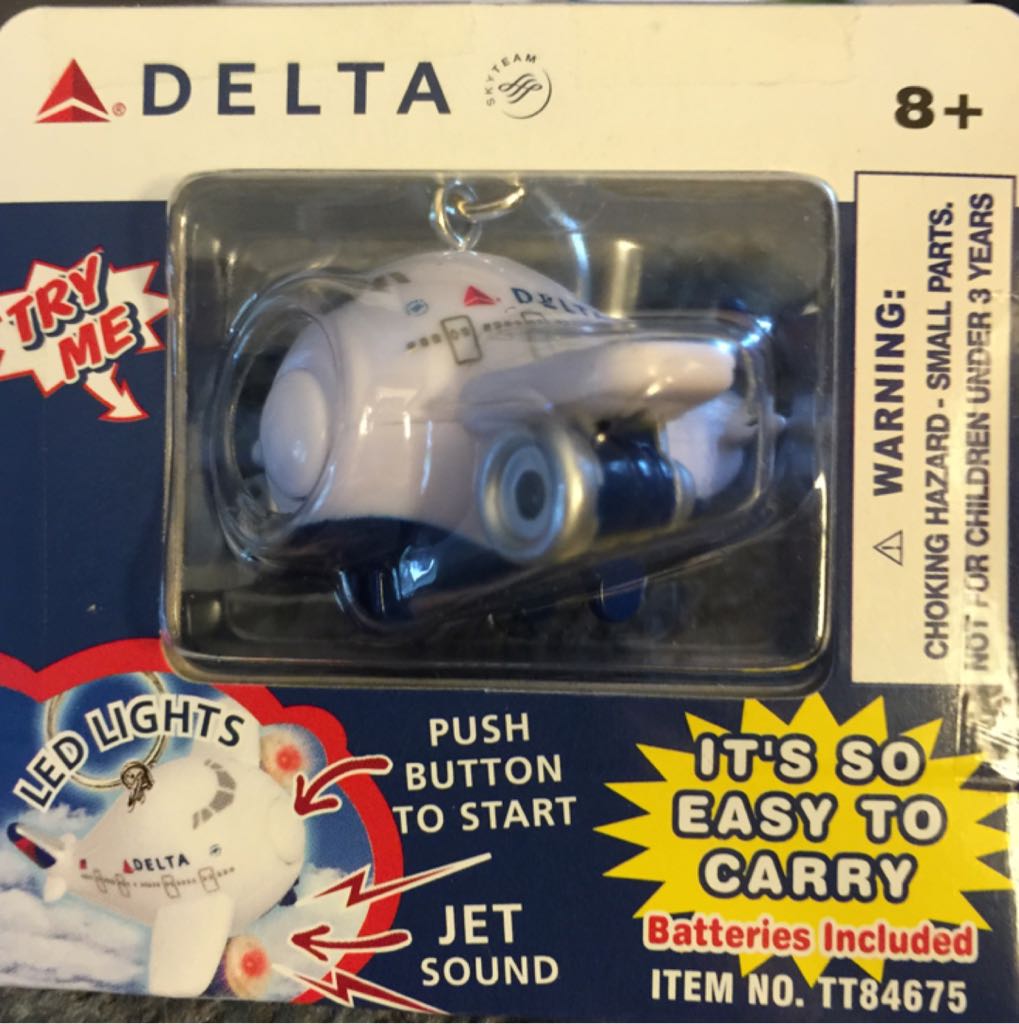 DELTA
SKYTEAM
8+
TRY
ME
DELTA
⚠ WARNING:
CHOKING HAZARD - SMALL PARTS.
NOT FOR CHILDREN UNDER 3 YEARS
LED LIGHTS
DELTA
PUSH
BUTTON
TO START
JET
SOUND
IT'S SO
EASY TO
CARRY
Batteries Included
ITEM NO. TT84675